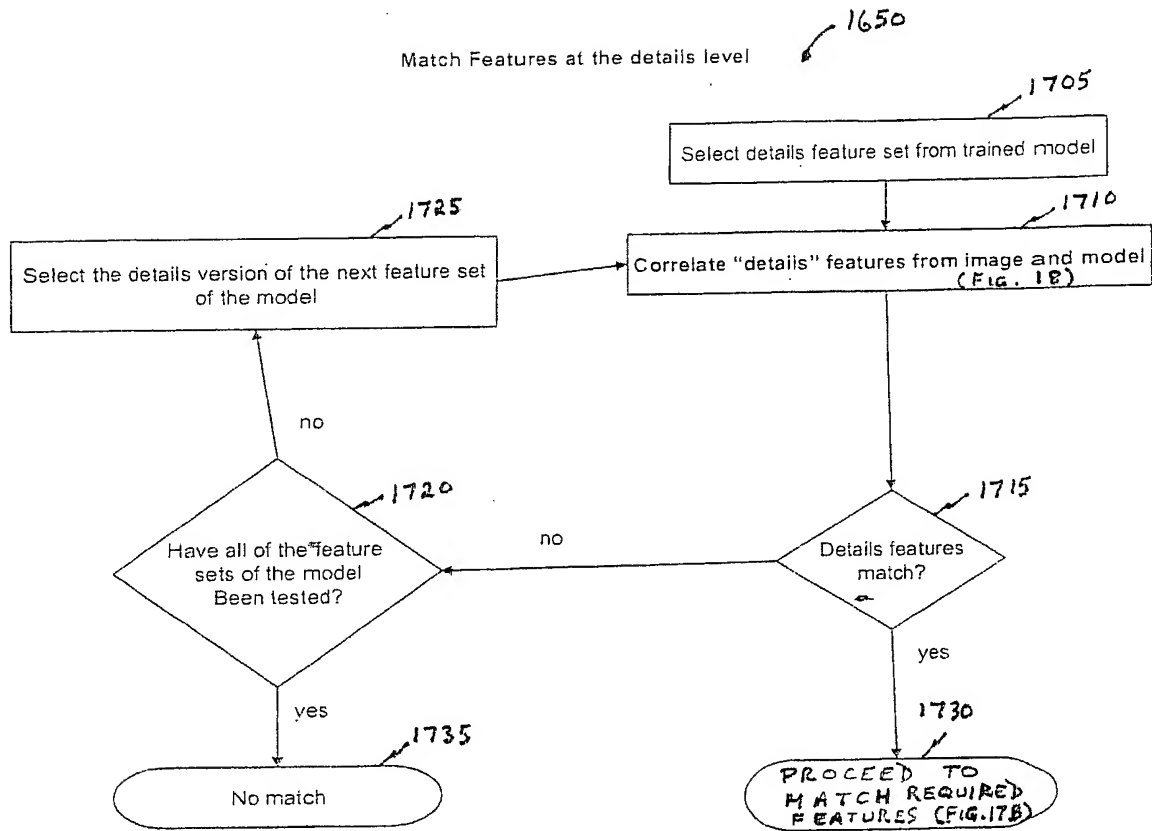 1650
Match Features at the details level
1705
Select details feature set from trained model
1725
1710
Select the details version of the next feature set
of the model
Correlate "details" features from image and model
(FIG. 18)
no
1720
1715
Have all of the feature
sets of the model
Been tested?
no
Details features
match?
yes
yes
1735
1730
No match
PROCEED TO
MATCH REQUIRED
FEATURES (FIG.17B)